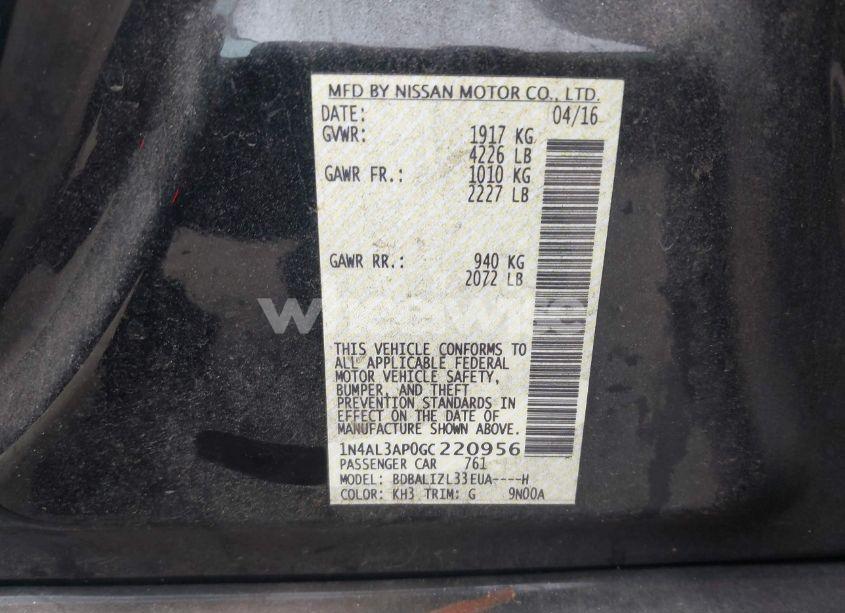 MFD BY NISSAN MOTOR CO., LTD.
DATE: 04/16
GVWR: 1917 KG
4226 LB
GAWR FR.: 1010 KG
2227 LB
GAWR RR.: 940 KG
2072 LB
THIS VEHICLE CONFORMS TO
ALL APPLICABLE FEDERAL
MOTOR VEHICLE SAFETY,
BUMPER, AND THEFT
PREVENTION STANDARDS IN
EFFECT ON THE DATE OF
MANUFACTURE SHOWN ABOVE.
1N4AL3AP0GC220956
PASSENGER CAR 761
MODEL: BDBALIZL33EUA----H
COLOR: KH3 TRIM: G 9N00A